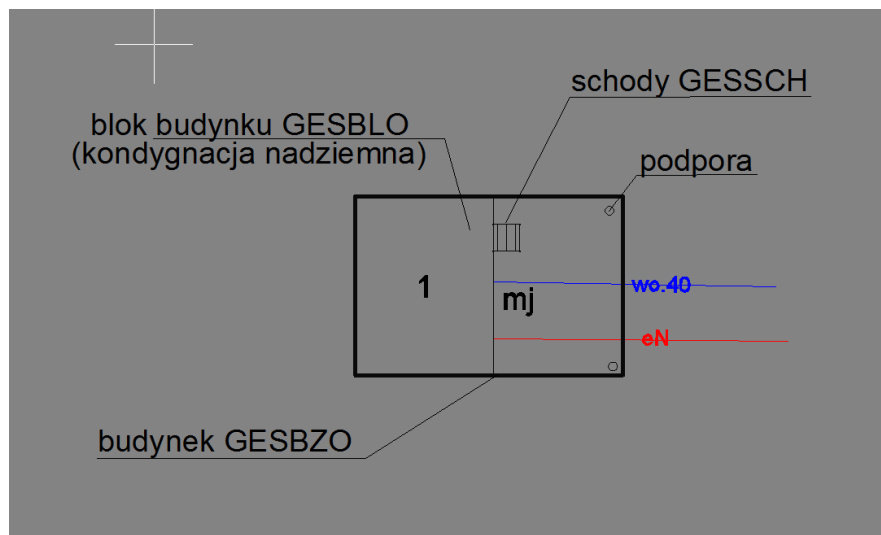 schody GESSCH
blok budynku GESBLO
(kondygnacja nadziemna)
podpora
1
mj
wo.40
eN
budynek GESBZO